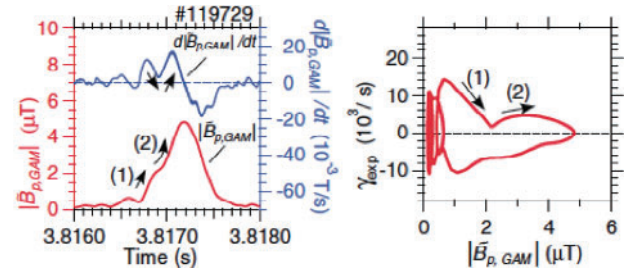 #119729
10
8
6
4
2
0
|B̃p,GAM| (μT)
d|B̃p,GAM|/dt
|B̃p,GAM|
(1)
(2)
20
0
-20
-40
-60
d|B̃p,GAM|/dt (10⁻³ T/s)
3.8160 3.8170 3.8180
Time (s)
20
10
0
-10
γexp (10³/s)
(1)
(2)
0 2 4 6
|B̃p, GAM| (μT)